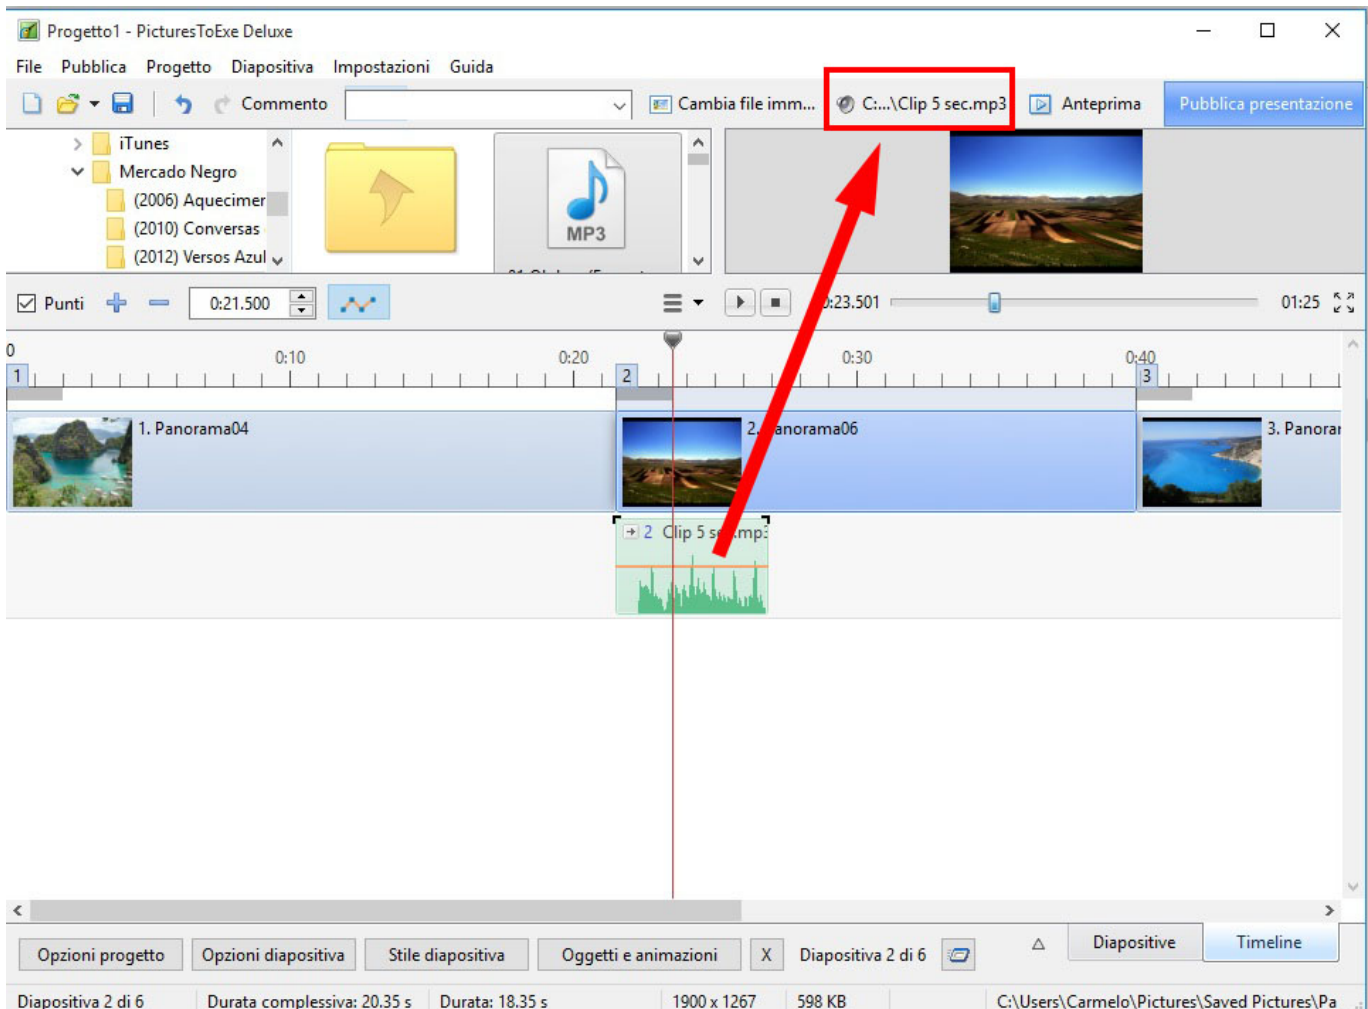 Progetto1 - PicturesToExe Deluxe
File Pubblica Progetto Diapositiva Impostazioni Guida
Commento Cambia file imm... C:...\Clip 5 sec.mp3 Anteprima Pubblica presentazione
iTunes
Mercado Negro
(2006) Aquecimer
(2010) Conversas
(2012) Versos Azul
MP3
Punti 0:21.500 :23.501 01:25
0 0:10 0:20 0:30 0:40
1 2 3
1. Panorama04 2. Panorama06 3. Panorar
2 Clip 5 sec.mp3
Opzioni progetto Opzioni diapositiva Stile diapositiva Oggetti e animazioni X Diapositiva 2 di 6 Diapositive Timeline
Diapositiva 2 di 6 Durata complessiva: 20.35 s Durata: 18.35 s 1900 x 1267 598 KB C:\Users\Carmelo\Pictures\Saved Pictures\Pa